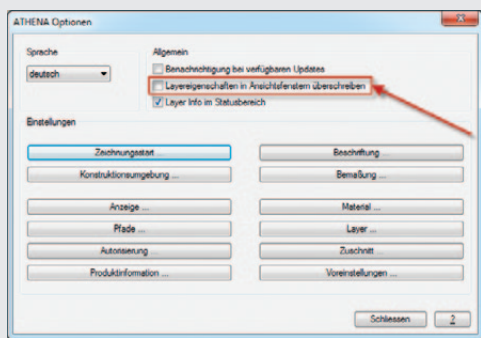 ATHENA Optionen
Sprache
deutsch
Allgemein
Benachrichtigung bei verfügbaren Updates
Layereigenschaften in Ansichtsfenstern überschreiben
Layer Info im Statusbereich
Einstellungen
Zeichnungsstart ...
Beschriftung ...
Konstruktionsumgebung ...
Bemaßung ...
Anzeige ...
Material ...
Pfade ...
Layer ...
Autorisierung ...
Zuschnitt ...
Produktinformation ...
Voreinstellungen ...
Schliessen
?